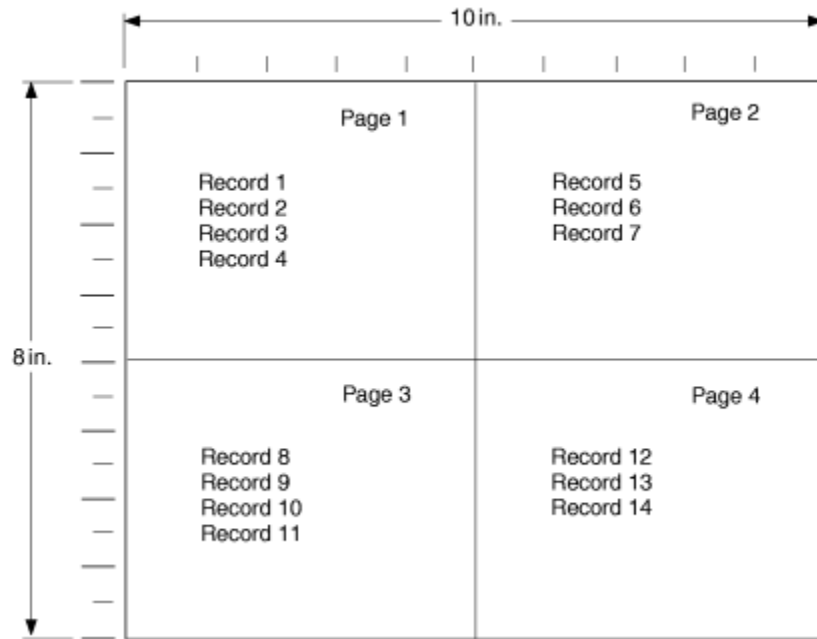 10 in.
Page 1
Record 1
Record 2
Record 3
Record 4
Page 2
Record 5
Record 6
Record 7
8 in.
Page 3
Record 8
Record 9
Record 10
Record 11
Page 4
Record 12
Record 13
Record 14